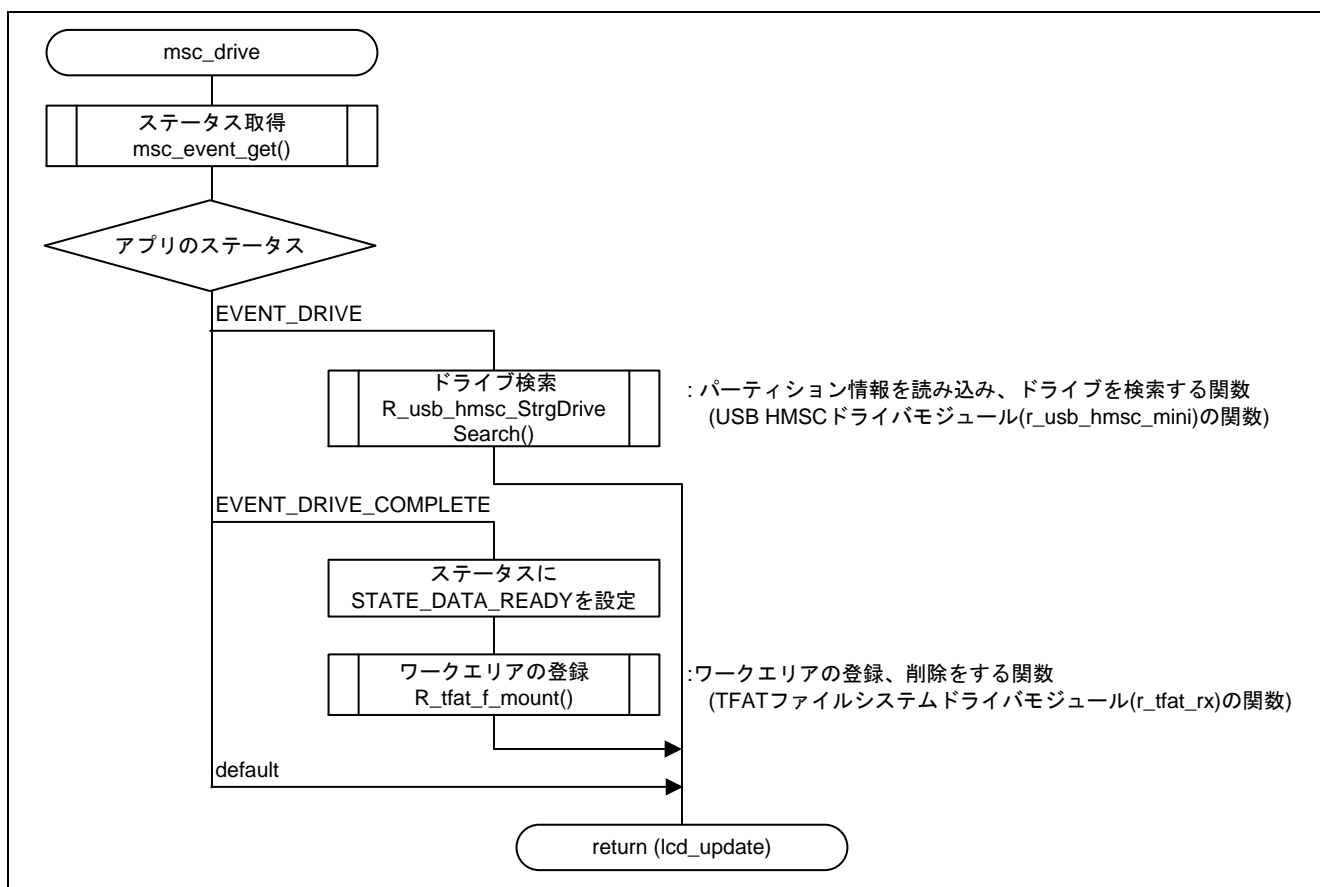 msc_drive
ステータス取得
msc_event_get()
アプリのステータス
EVENT_DRIVE
ドライブ検索
R_usb_hmsc_StrgDrive
Search()
: パーティション情報を読み込み、ドライブを検索する関数
(USB HMSCドライバモジュール(r_usb_hmsc_mini)の関数)
EVENT_DRIVE_COMPLETE
ステータスに
STATE_DATA_READYを設定
ワークエリアの登録
R_tfat_f_mount()
:ワークエリアの登録、削除をする関数
(TFATファイルシステムドライバモジュール(r_tfat_rx)の関数)
default
return (lcd_update)